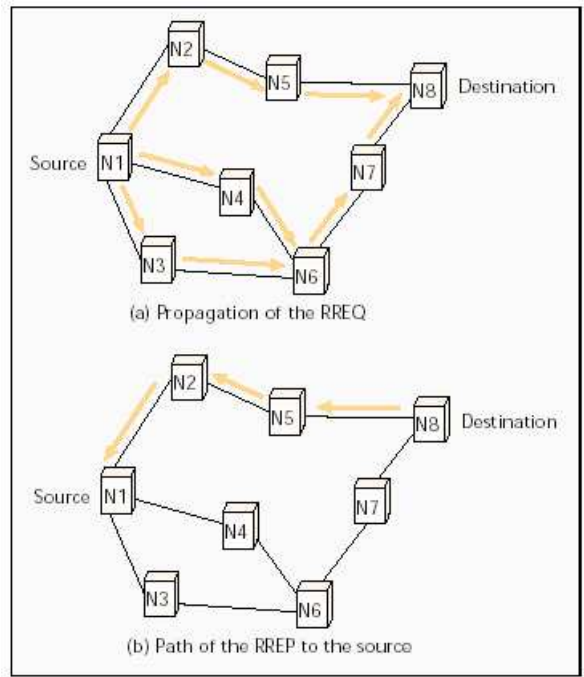 N2
N5
N8
Destination
Source
N1
N7
N4
N3
N6
(a) Propagation of the RREQ
N2
N5
N8
Destination
Source
N1
N7
N4
N3
N6
(b) Path of the RREP to the source